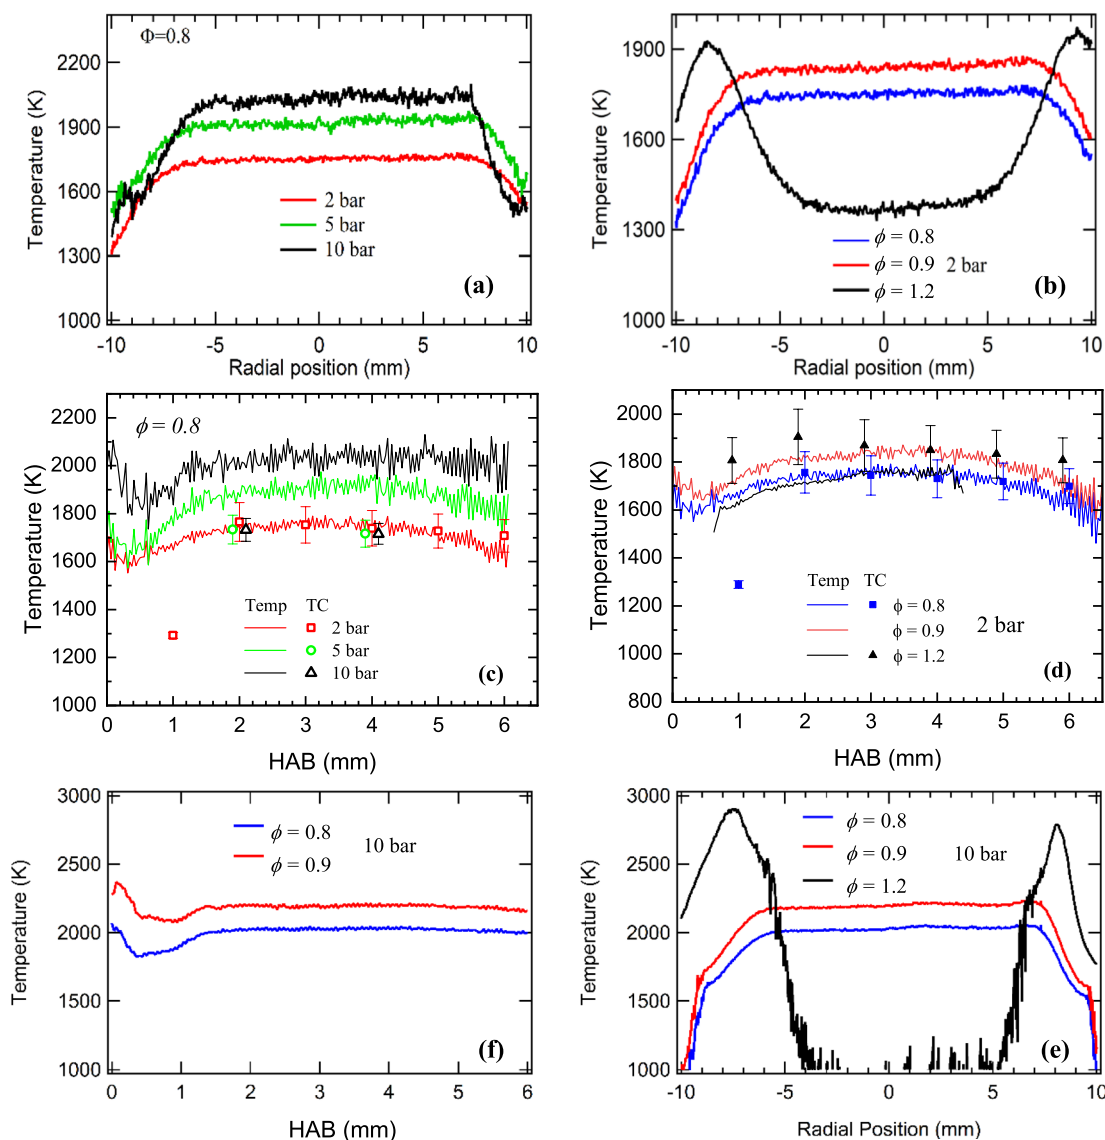 Φ=0.8
2200
1900
1600
1300
1000
Temperature (K)
2 bar
5 bar
10 bar
(a)
-10 -5 0 5 10
Radial position (mm)
1900
1600
1300
1000
Temperature (K)
ϕ = 0.8
ϕ = 0.9 2 bar
ϕ = 1.2
(b)
-10 -5 0 5 10
Radial position (mm)
ϕ = 0.8
2200
2000
1800
1600
1400
1200
1000
Temperature (K)
Temp TC
2 bar
5 bar
10 bar
(c)
0 1 2 3 4 5 6
HAB (mm)
2000
1800
1600
1400
1200
1000
800
Temperature (K)
Temp TC
ϕ = 0.8
ϕ = 0.9 2 bar
ϕ = 1.2
(d)
0 1 2 3 4 5 6
HAB (mm)
3000
2500
2000
1500
1000
Temperature (K)
ϕ = 0.8
ϕ = 0.9
10 bar
(f)
0 1 2 3 4 5 6
HAB (mm)
3000
2500
2000
1500
1000
Temperature (K)
ϕ = 0.8
ϕ = 0.9 10 bar
ϕ = 1.2
(e)
-10 -5 0 5 10
Radial Position (mm)